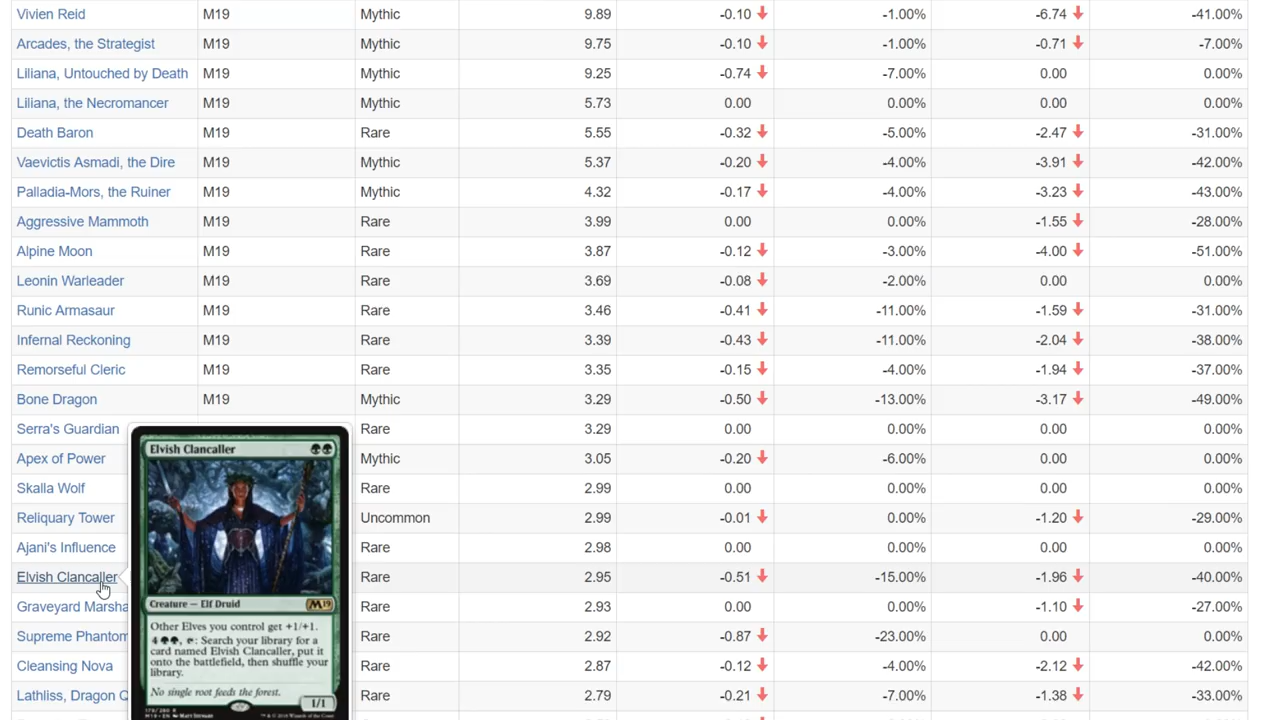 Vivien Reid M19 Mythic 9.89 -0.10 -1.00% -6.74 -41.00%
Arcades, the Strategist M19 Mythic 9.75 -0.10 -1.00% -0.71 -7.00%
Liliana, Untouched by Death M19 Mythic 9.25 -0.74 -7.00% 0.00 0.00%
Liliana, the Necromancer M19 Mythic 5.73 0.00 0.00% 0.00 0.00%
Death Baron M19 Rare 5.55 -0.32 -5.00% -2.47 -31.00%
Vaevictis Asmadi, the Dire M19 Mythic 5.37 -0.20 -4.00% -3.91 -42.00%
Palladia-Mors, the Ruiner M19 Mythic 4.32 -0.17 -4.00% -3.23 -43.00%
Aggressive Mammoth M19 Rare 3.99 0.00 0.00% -1.55 -28.00%
Alpine Moon M19 Rare 3.87 -0.12 -3.00% -4.00 -51.00%
Leonin Warleader M19 Rare 3.69 -0.08 -2.00% 0.00 0.00%
Runic Armasaur M19 Rare 3.46 -0.41 -11.00% -1.59 -31.00%
Infernal Reckoning M19 Rare 3.39 -0.43 -11.00% -2.04 -38.00%
Remorseful Cleric M19 Rare 3.35 -0.15 -4.00% -1.94 -37.00%
Bone Dragon M19 Mythic 3.29 -0.50 -13.00% -3.17 -49.00%
Serra's Guardian Rare 3.29 0.00 0.00% 0.00 0.00%
Apex of Power Mythic 3.05 -0.20 -6.00% 0.00 0.00%
Skalla Wolf Rare 2.99 0.00 0.00% 0.00 0.00%
Reliquary Tower Uncommon 2.99 -0.01 0.00% -1.20 -29.00%
Ajani's Influence Rare 2.98 0.00 0.00% 0.00 0.00%
Elvish Clancaller Rare 2.95 -0.51 -15.00% -1.96 -40.00%
Graveyard Marsha Rare 2.93 0.00 0.00% -1.10 -27.00%
Supreme Phantom Rare 2.92 -0.87 -23.00% 0.00 0.00%
Cleansing Nova Rare 2.87 -0.12 -4.00% -2.12 -42.00%
Lathliss, Dragon Q Rare 2.79 -0.21 -7.00% -1.38 -33.00%
Elvish Clancaller
Creature — Elf Druid M19
Other Elves you control get +1/+1.
4, : Search your library for a
card named Elvish Clancaller, put it
onto the battlefield, then shuffle your
library.
No single root feeds the forest.
1/1
M19 • EN